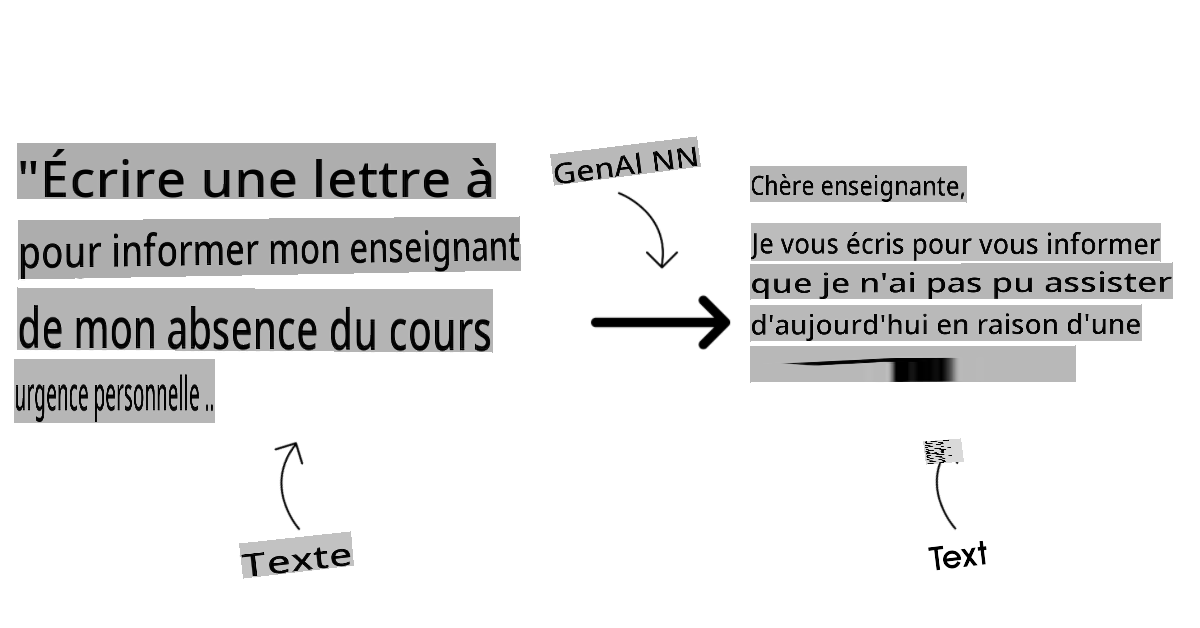 "Écrire une lettre à
pour informer mon enseignant
de mon absence du cours
urgence personnelle ..
Texte
GenAI NN
Chère enseignante,
Je vous écris pour vous informer
que je n'ai pas pu assister
d'aujourd'hui en raison d'une
Text